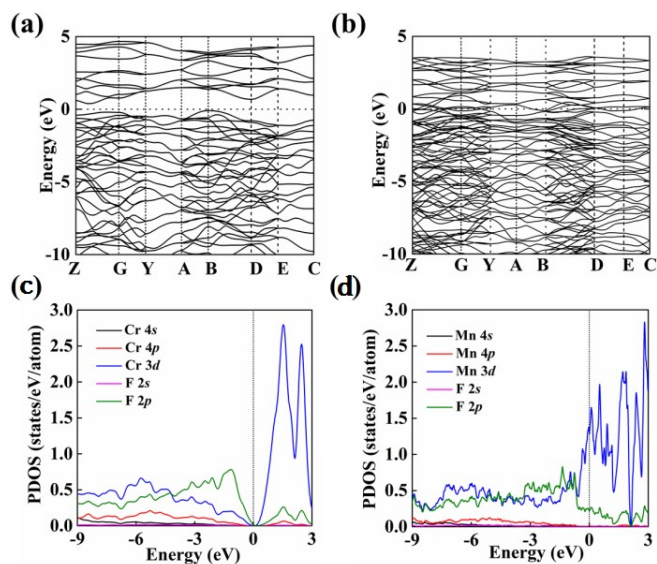 (a)
5
0
-5
-10
Energy (eV)
Z G Y A B D E C
(b)
5
0
-5
-10
Energy (eV)
Z G Y A B D E C
(c)
3.0
2.5
2.0
1.5
1.0
0.5
0.0
PDOS (states/eV/atom)
Cr 4s
Cr 4p
Cr 3d
F 2s
F 2p
-9 -6 -3 0 3
Energy (eV)
(d)
3.0
2.5
2.0
1.5
1.0
0.5
0.0
PDOS (states/eV/atom)
Mn 4s
Mn 4p
Mn 3d
F 2s
F 2p
-9 -6 -3 0 3
Energy (eV)